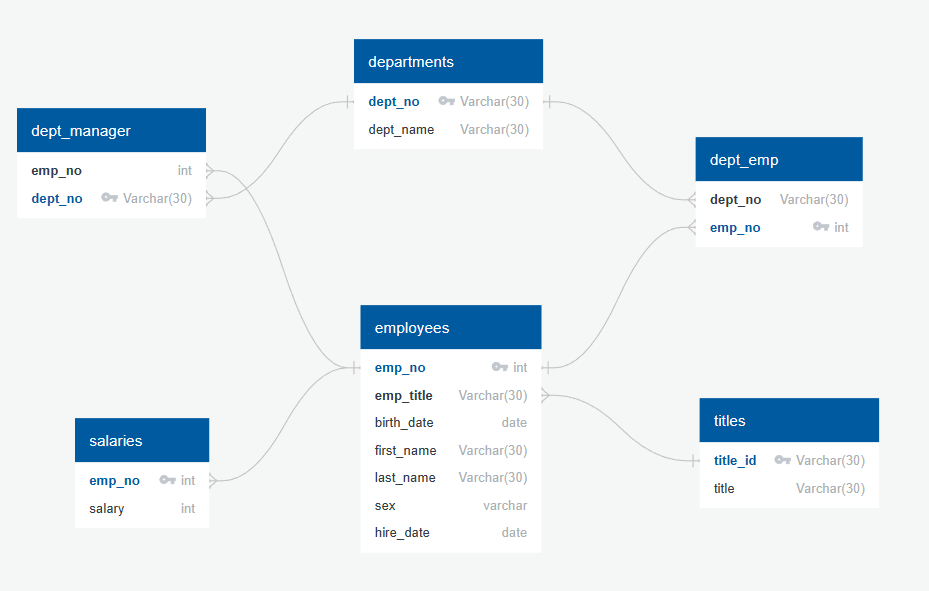 departments
dept_no Varchar(30)
dept_name Varchar(30)
dept_manager
emp_no int
dept_no Varchar(30)
dept_emp
dept_no Varchar(30)
emp_no int
employees
emp_no int
emp_title Varchar(30)
birth_date date
first_name Varchar(30)
last_name Varchar(30)
sex varchar
hire_date date
salaries
emp_no int
salary int
titles
title_id Varchar(30)
title Varchar(30)